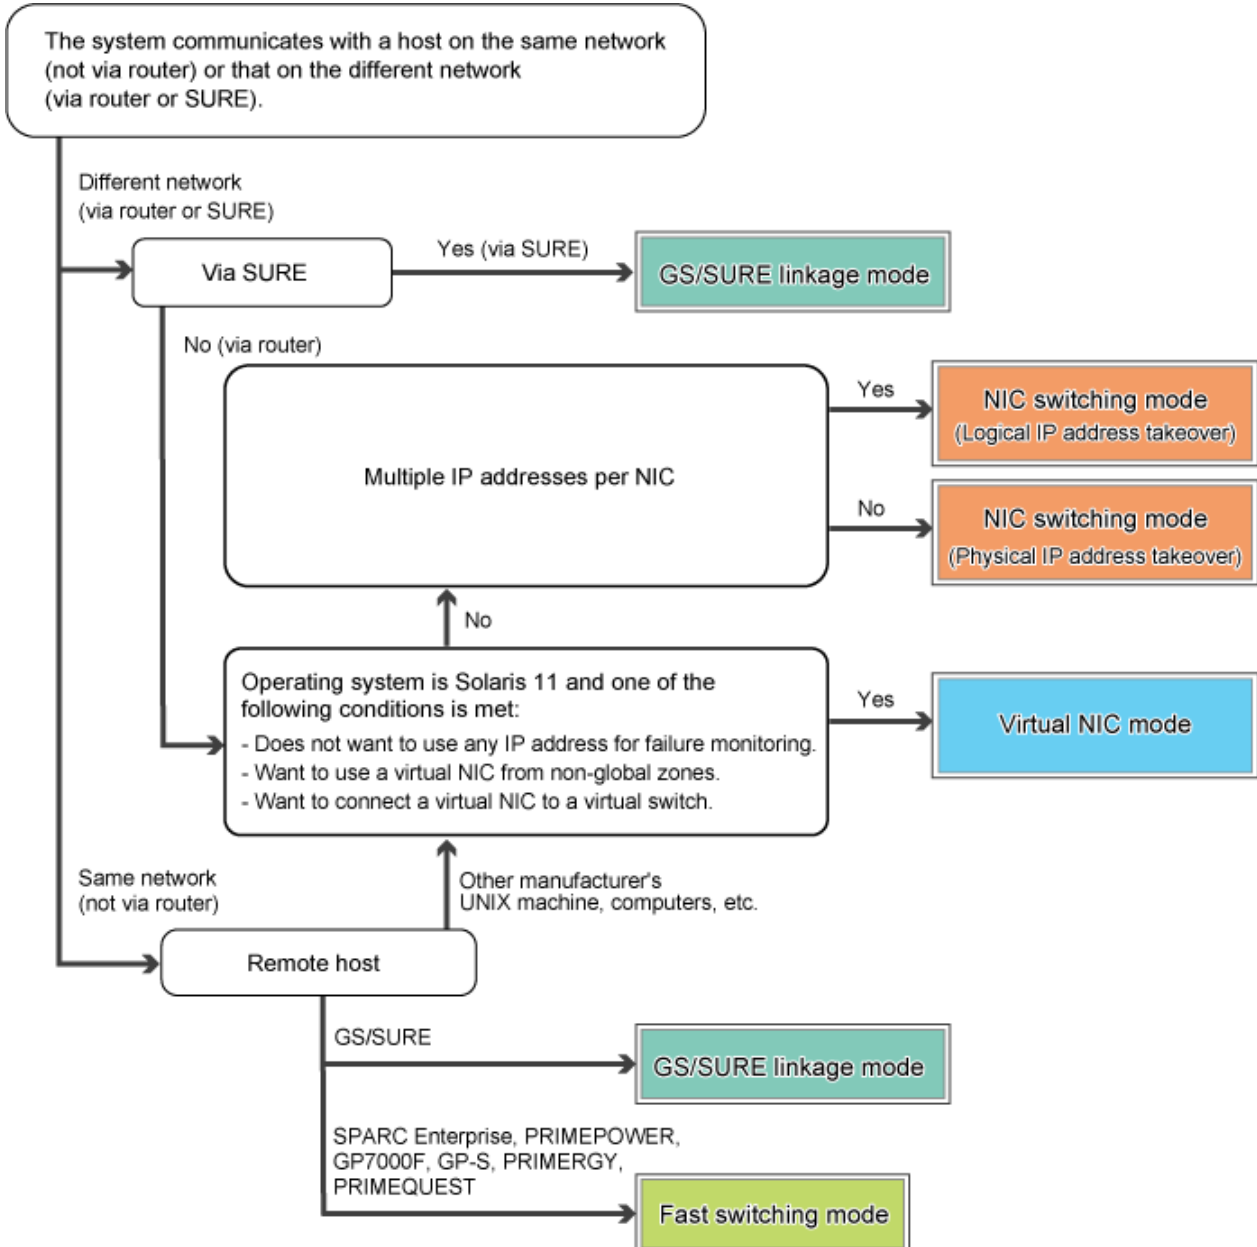 The system communicates with a host on the same network
(not via router) or that on the different network
(via router or SURE).
Different network
(via router or SURE)
Via SURE
Yes (via SURE)
GS/SURE linkage mode
No (via router)
Multiple IP addresses per NIC
Yes
NIC switching mode
(Logical IP address takeover)
No
NIC switching mode
(Physical IP address takeover)
No
Operating system is Solaris 11 and one of the
following conditions is met:
- Does not want to use any IP address for failure monitoring.
- Want to use a virtual NIC from non-global zones.
- Want to connect a virtual NIC to a virtual switch.
Yes
Virtual NIC mode
Same network
(not via router)
Other manufacturer's
UNIX machine, computers, etc.
Remote host
GS/SURE
GS/SURE linkage mode
SPARC Enterprise, PRIMEPOWER,
GP7000F, GP-S, PRIMERGY,
PRIMEQUEST
Fast switching mode